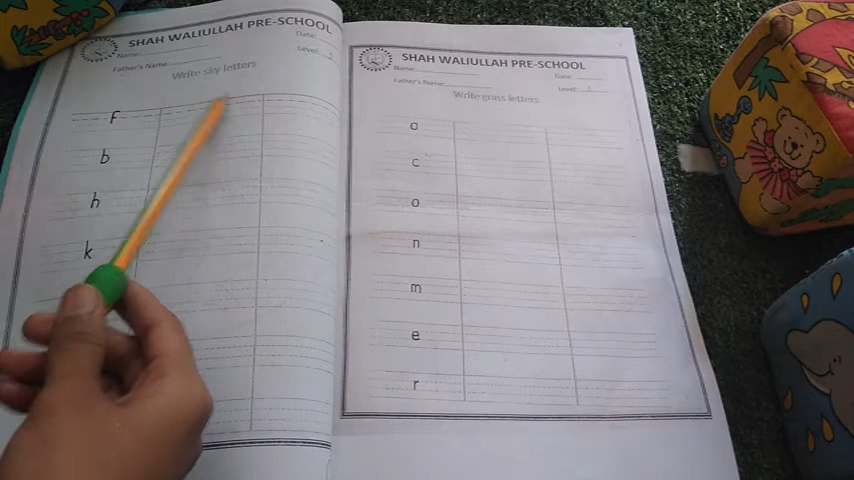 SHAH WALIULLAH PRE-SCHOOL
Name:
Date:
Father's Name:
Level:
Write sky letters
F
b
h
k
SHAH WALIULLAH PRE-SCHOOL
Name:
Date:
Father's Name:
Level: 1
Write grass letters
a
c
o
n
m
e
r